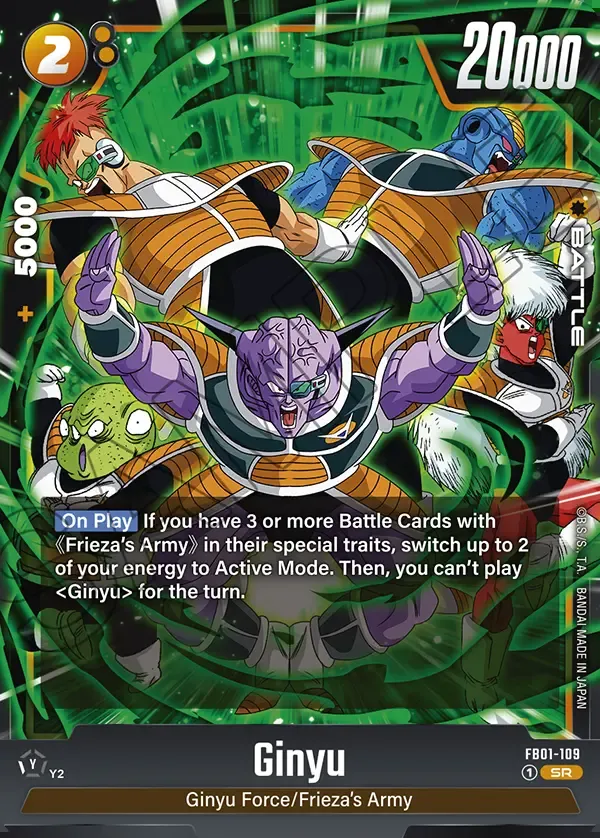 2
20000
+ 5000
BATTLE
On Play If you have 3 or more Battle Cards with
《Frieza's Army》 in their special traits, switch up to 2
of your energy to Active Mode. Then, you can't play
<Ginyu> for the turn.
©B.S./S., T.A. BANDAI MADE IN JAPAN
Ginyu
FB01-109
Y Y2
1 SR
Ginyu Force/Frieza's Army